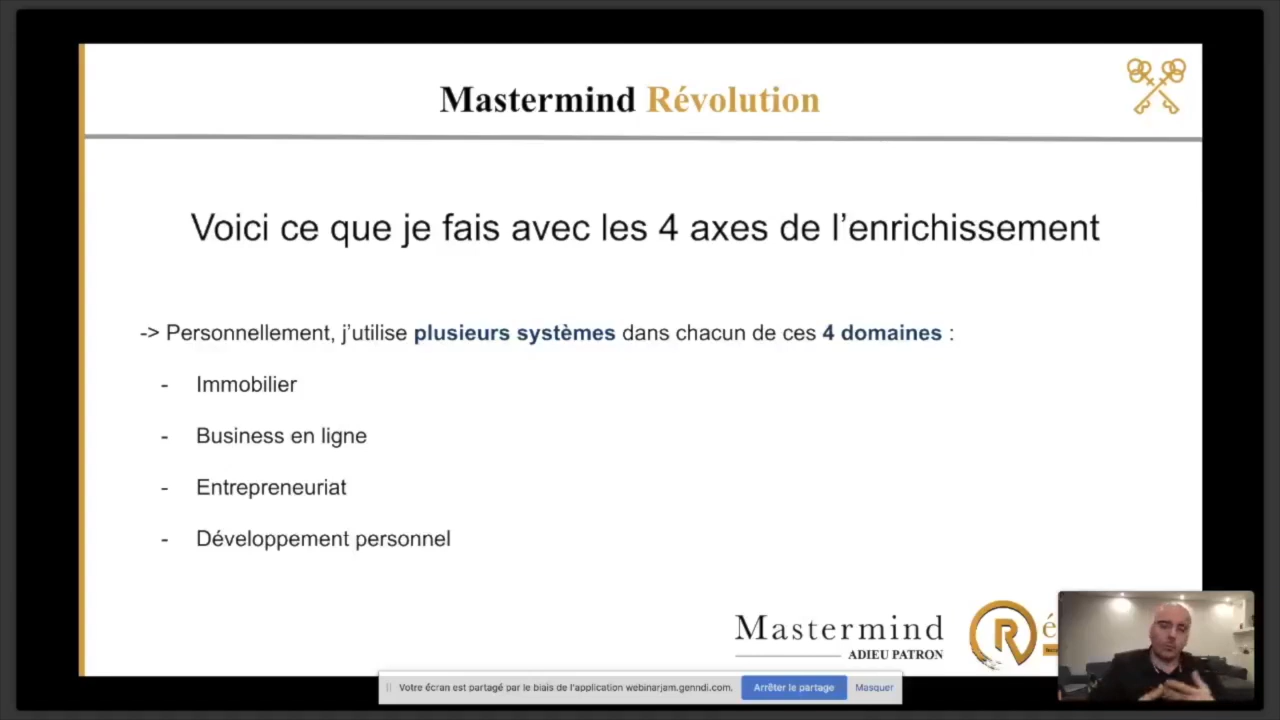 Mastermind Révolution
Voici ce que je fais avec les 4 axes de l’enrichissement
-> Personnellement, j’utilise plusieurs systèmes dans chacun de ces 4 domaines :
- Immobilier
- Business en ligne
- Entrepreneuriat
- Développement personnel
Mastermind
ADIEU PATRON
R
Votre écran est partagé par le biais de l'application webinarjam.genndi.com.
Arrêter le partage
Masquer